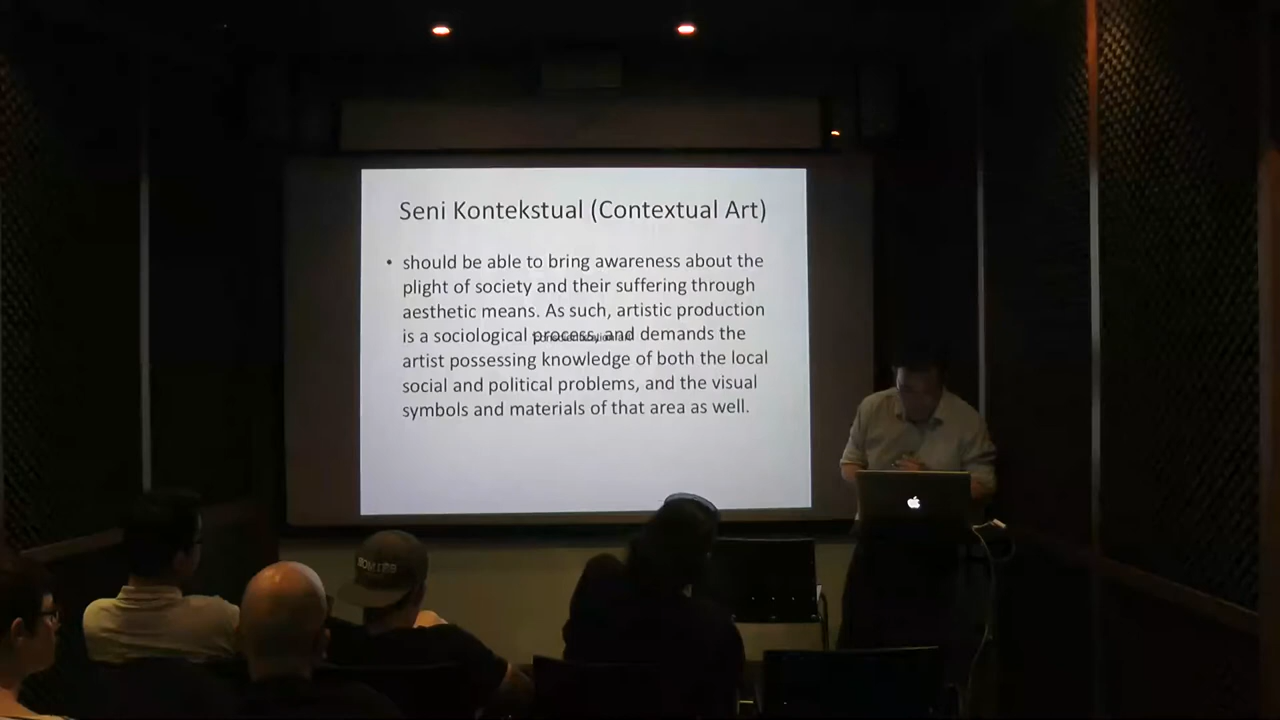 Seni Kontekstual (Contextual Art)
• should be able to bring awareness about the
plight of society and their suffering through
aesthetic means. As such, artistic production
is a sociological process, and demands the
artist possessing knowledge of both the local
social and political problems, and the visual
symbols and materials of that area as well.